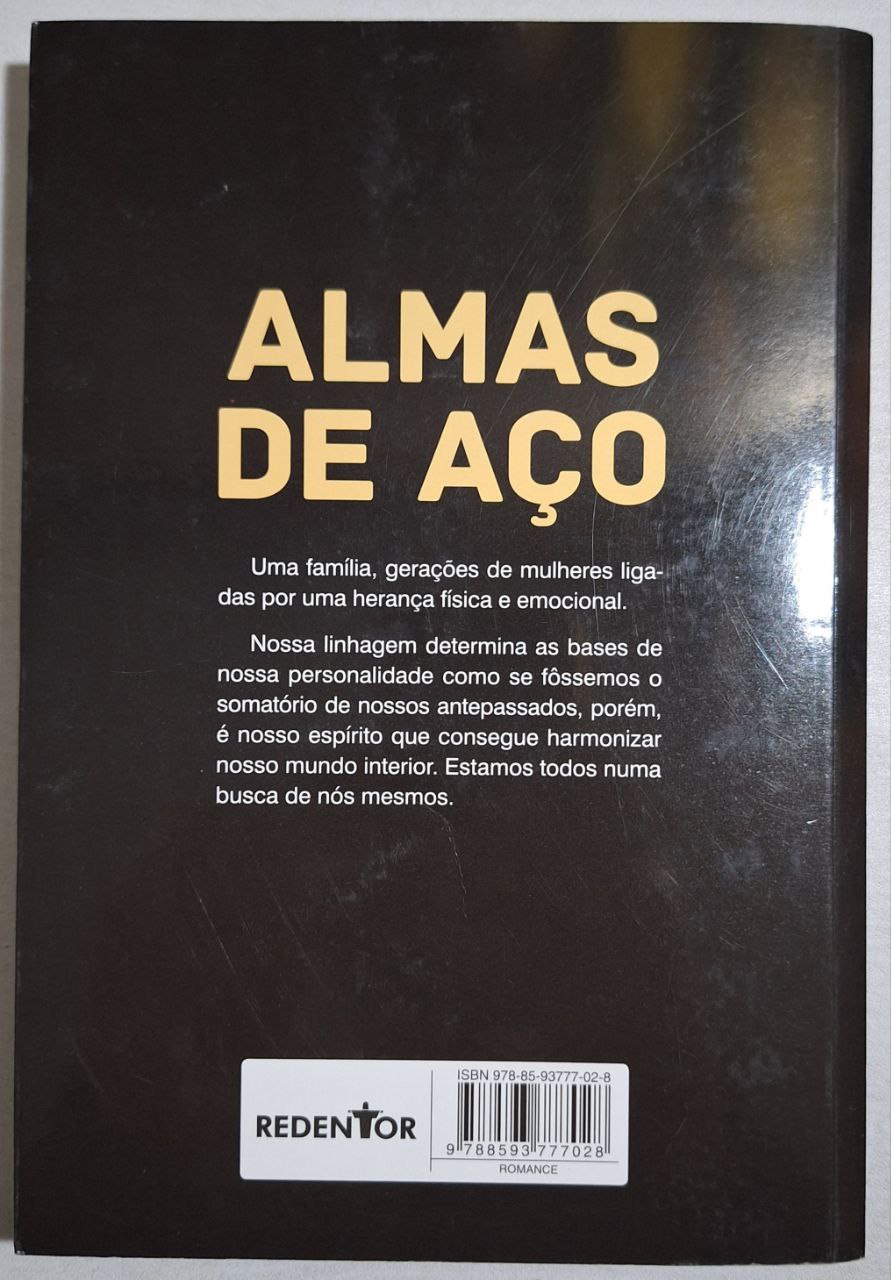 ALMAS
DE AÇO
Uma família, gerações de mulheres liga-
das por uma herança física e emocional.
Nossa linhagem determina as bases de
nossa personalidade como se fôssemos o
somatório de nossos antepassados, porém,
é nosso espírito que consegue harmonizar
nosso mundo interior. Estamos todos numa
busca de nós mesmos.
REDENTOR
ISBN 978-85-93777-02-8
9 788593 777028
ROMANCE